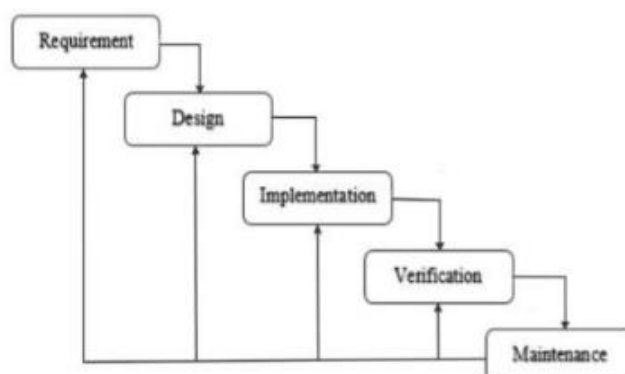 Requirement
Design
Implementation
Verification
Maintenance